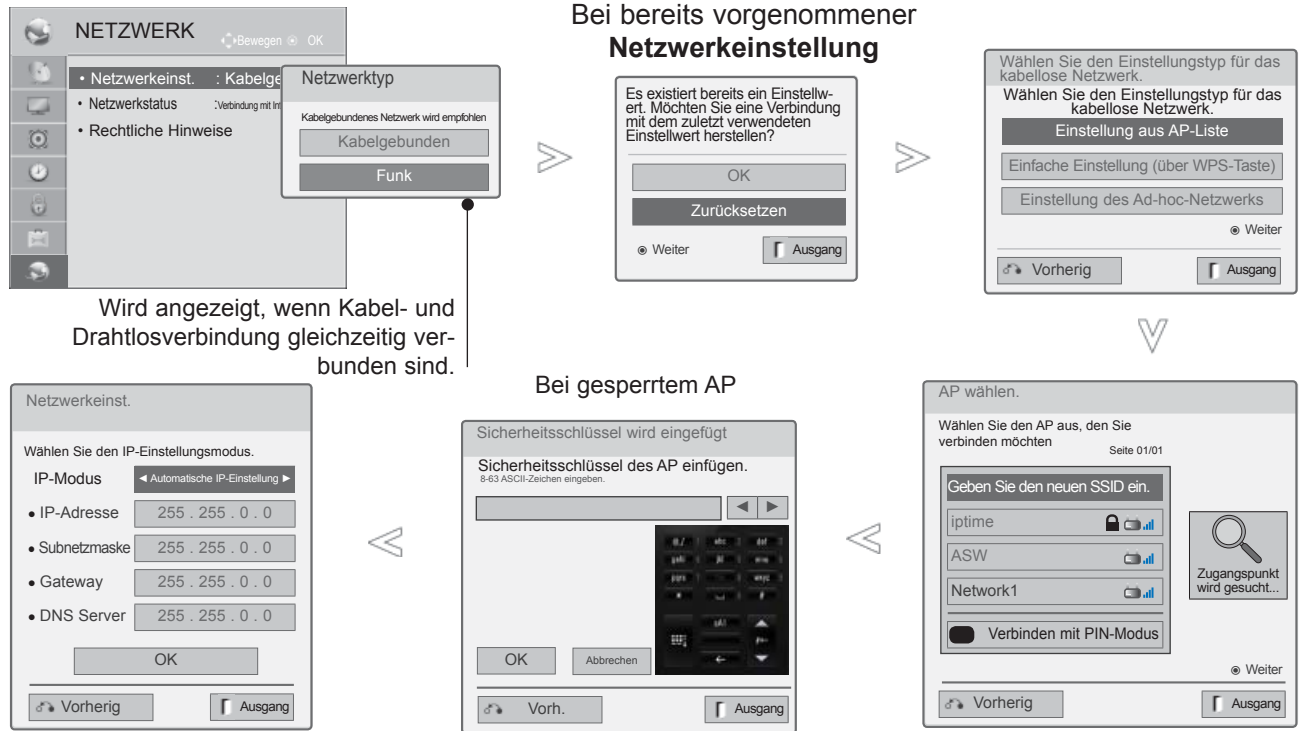 NETZWERK
Bewegen
OK
• Netzwerkeinst. : Kabelge
• Netzwerkstatus :Verbindung mit Int
• Rechtliche Hinweise
Netzwerktyp
Kabelgebundenes Netzwerk wird empfohlen
Kabelgebunden
Funk
Wird angezeigt, wenn Kabel- und
Drahtlosverbindung gleichzeitig ver-
bunden sind.
Bei bereits vorgenommener
Netzwerkeinstellung
Es existiert bereits ein Einstellw-
ert. Möchten Sie eine Verbindung
mit dem zuletzt verwendeten
Einstellwert herstellen?
OK
Zurücksetzen
Weiter
Ausgang
Wählen Sie den Einstellungstyp für das
kabellose Netzwerk.
Wählen Sie den Einstellungstyp für das
kabellose Netzwerk.
Einstellung aus AP-Liste
Einfache Einstellung (über WPS-Taste)
Einstellung des Ad-hoc-Netzwerks
Weiter
Vorherig
Ausgang
AP wählen.
Wählen Sie den AP aus, den Sie
verbinden möchten
Seite 01/01
Geben Sie den neuen SSID ein.
iptime
ASW
Network1
Verbinden mit PIN-Modus
Zugangspunkt
wird gesucht...
Weiter
Vorherig
Ausgang
Bei gesperrtem AP
Sicherheitsschlüssel wird eingefügt
Sicherheitsschlüssel des AP einfügen.
8-63 ASCII-Zeichen eingeben.
OK
Abbrechen
Vorh.
Ausgang
Netzwerkeinst.
Wählen Sie den IP-Einstellungsmodus.
IP-Modus ◄ Automatische IP-Einstellung ►
• IP-Adresse 255 . 255 . 0 . 0
• Subnetzmaske 255 . 255 . 0 . 0
• Gateway 255 . 255 . 0 . 0
• DNS Server 255 . 255 . 0 . 0
OK
Vorherig
Ausgang